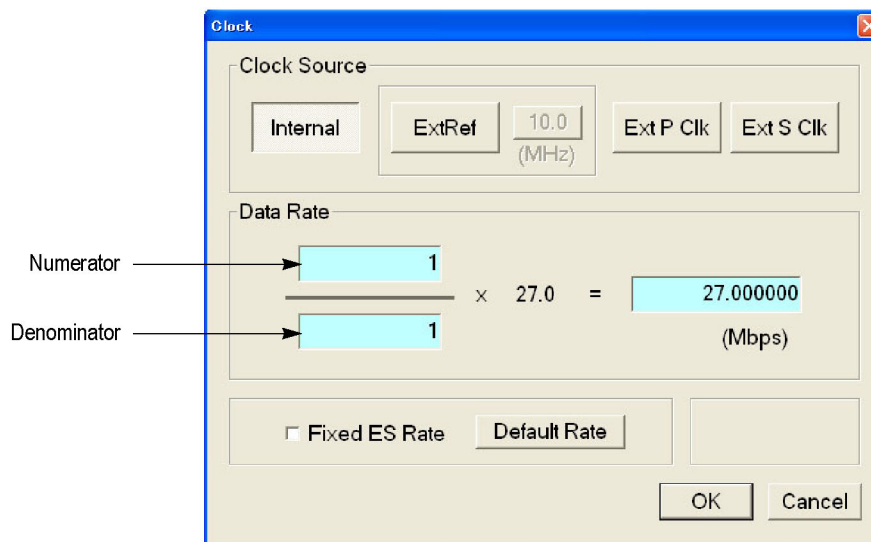 Clock
Clock Source
Internal
ExtRef
10.0
(MHz)
Ext P Clk
Ext S Clk
Data Rate
Numerator
1
x 27.0 = 27.000000
Denominator
1
(Mbps)
Fixed ES Rate
Default Rate
OK
Cancel